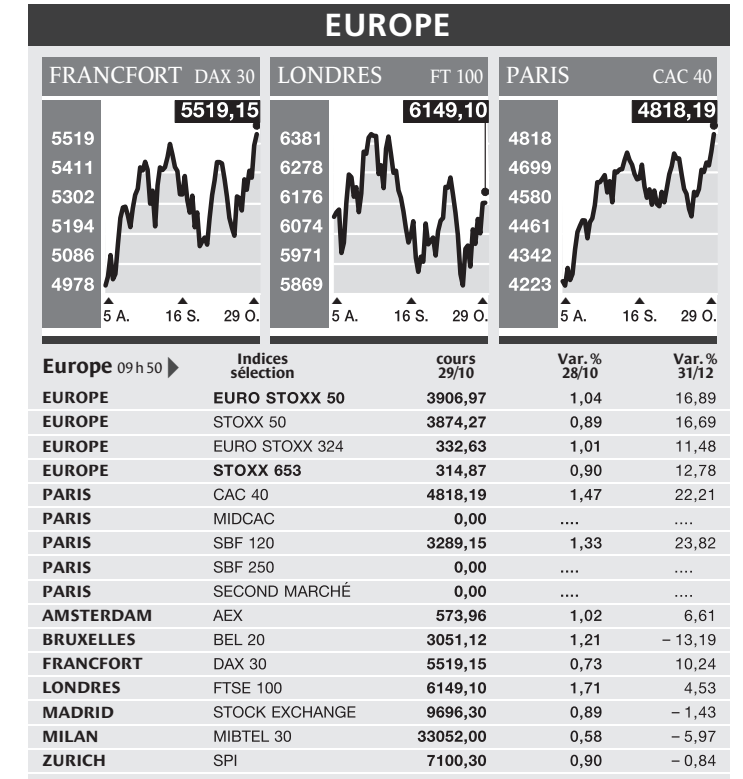 EUROPE
FRANCFORT DAX 30
5519,15
5519
5411
5302
5194
5086
4978
5 A. 16 S. 29 O.
LONDRES FT 100
6149,10
6381
6278
6176
6074
5971
5869
5 A. 16 S. 29 O.
PARIS CAC 40
4818,19
4818
4699
4580
4461
4342
4223
5 A. 16 S. 29 O.
Europe 09 h 50 Indices sélection cours 29/10 Var. % 28/10 Var. % 31/12
EUROPE EURO STOXX 50 3906,97 1,04 16,89
EUROPE STOXX 50 3874,27 0,89 16,69
EUROPE EURO STOXX 324 332,63 1,01 11,48
EUROPE STOXX 653 314,87 0,90 12,78
PARIS CAC 40 4818,19 1,47 22,21
PARIS MIDCAC 0,00 .... ....
PARIS SBF 120 3289,15 1,33 23,82
PARIS SBF 250 0,00 .... ....
PARIS SECOND MARCHÉ 0,00 .... ....
AMSTERDAM AEX 573,96 1,02 6,61
BRUXELLES BEL 20 3051,12 1,21 – 13,19
FRANCFORT DAX 30 5519,15 0,73 10,24
LONDRES FTSE 100 6149,10 1,71 4,53
MADRID STOCK EXCHANGE 9696,30 0,89 – 1,43
MILAN MIBTEL 30 33052,00 0,58 – 5,97
ZURICH SPI 7100,30 0,90 – 0,84